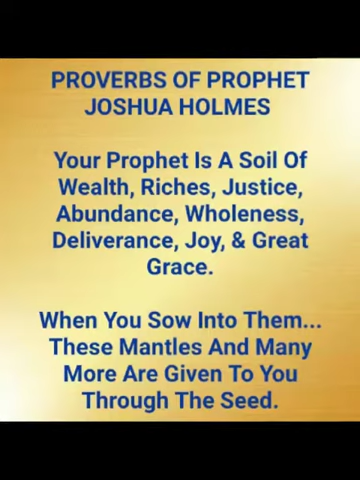 PROVERBS OF PROPHET
JOSHUA HOLMES
Your Prophet Is A Soil Of
Wealth, Riches, Justice,
Abundance, Wholeness,
Deliverance, Joy, & Great
Grace.
When You Sow Into Them...
These Mantles And Many
More Are Given To You
Through The Seed.